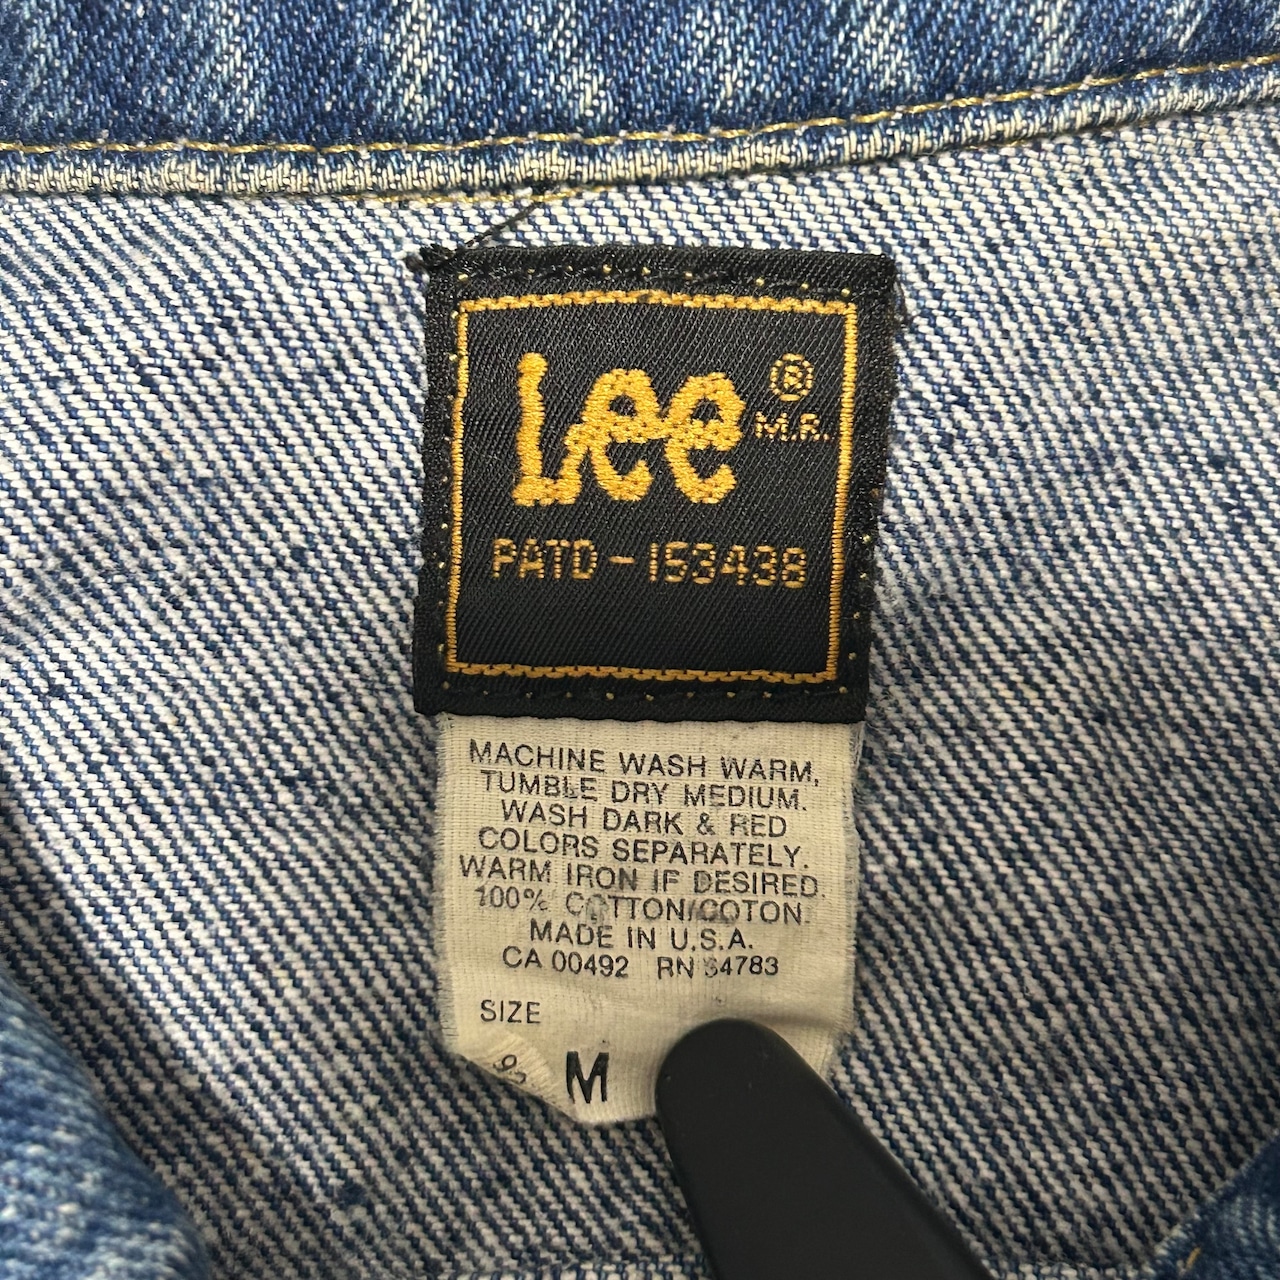 Lee ®
M.R.
PATD-153438
MACHINE WASH WARM,
TUMBLE DRY MEDIUM.
WASH DARK & RED
COLORS SEPARATELY.
WARM IRON IF DESIRED.
100% COTTON/COTON.
MADE IN U.S.A.
CA 00492 RN 34783
SIZE
M